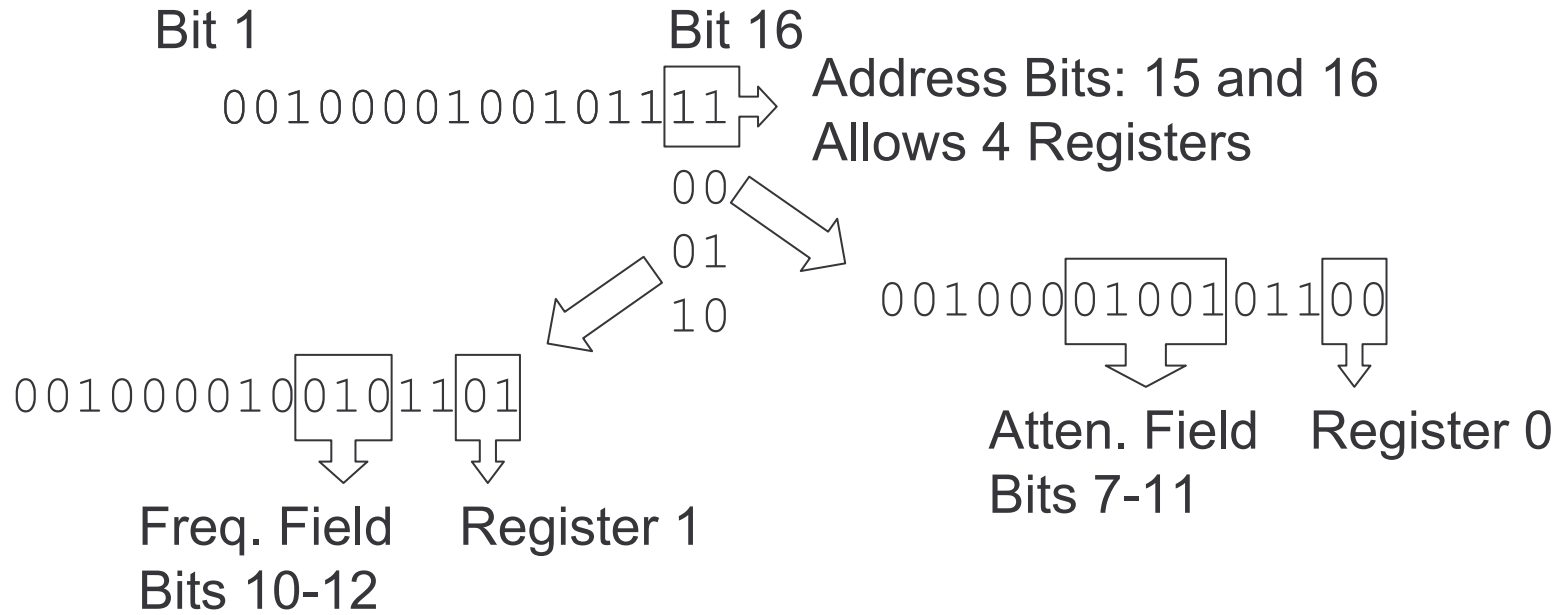 Bit 1 Bit 16
0010000100101111
Address Bits: 15 and 16
Allows 4 Registers
00
01
10
0010000100101100
Atten. Field Register 0
Bits 7-11
0010000100101101
Freq. Field Register 1
Bits 10-12